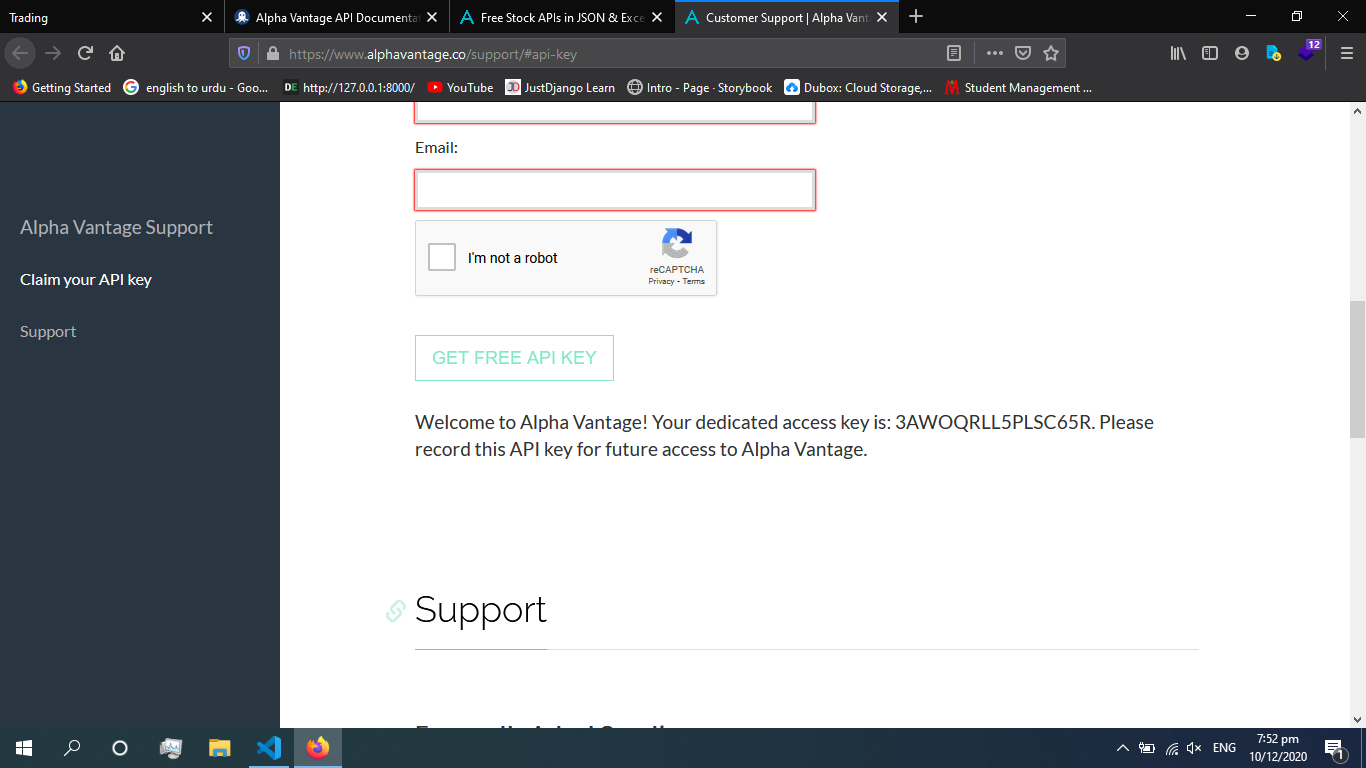 Trading
Alpha Vantage API Documentat
Free Stock APIs in JSON & Exce
Customer Support | Alpha Vant
https://www.alphavantage.co/support/#api-key
12
Getting Started
english to urdu - Goo...
DE http://127.0.0.1:8000/
YouTube
JustDjango Learn
Intro - Page · Storybook
Dubox: Cloud Storage,...
Student Management ...
Email:
Alpha Vantage Support
I'm not a robot
reCAPTCHA
Privacy - Terms
Claim your API key
Support
GET FREE API KEY
Welcome to Alpha Vantage! Your dedicated access key is: 3AWOQRLL5PLSC65R. Please
record this API key for future access to Alpha Vantage.
Support
ENG
7:52 pm
10/12/2020
1